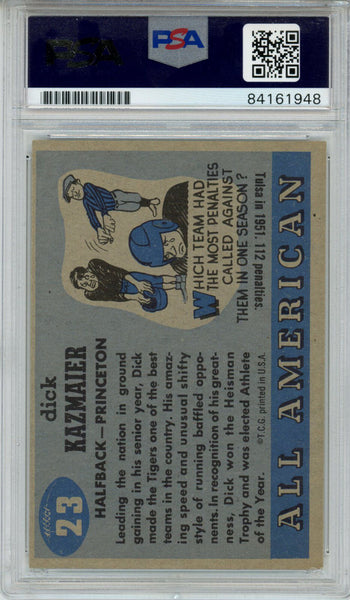 PSA
PSA
84161948
23
dick
KAZMAIER
HALFBACK—PRINCETON
Leading the nation in ground
gaining in his senior year, Dick
made the Tigers one of the best
teams in the country. His amaz-
ing speed and unusual shifty
style of running baffled oppo-
nents. In recognition of his great-
ness, Dick won the Heisman
Trophy and was elected Athlete
of the Year.
©T.C.G. printed in U.S.A.
WHICH TEAM HAD
THE MOST PENALTIES
CALLED AGAINST
THEM IN ONE SEASON?
Tulsa in 1951. 112 penalties.
ALL AMERICAN